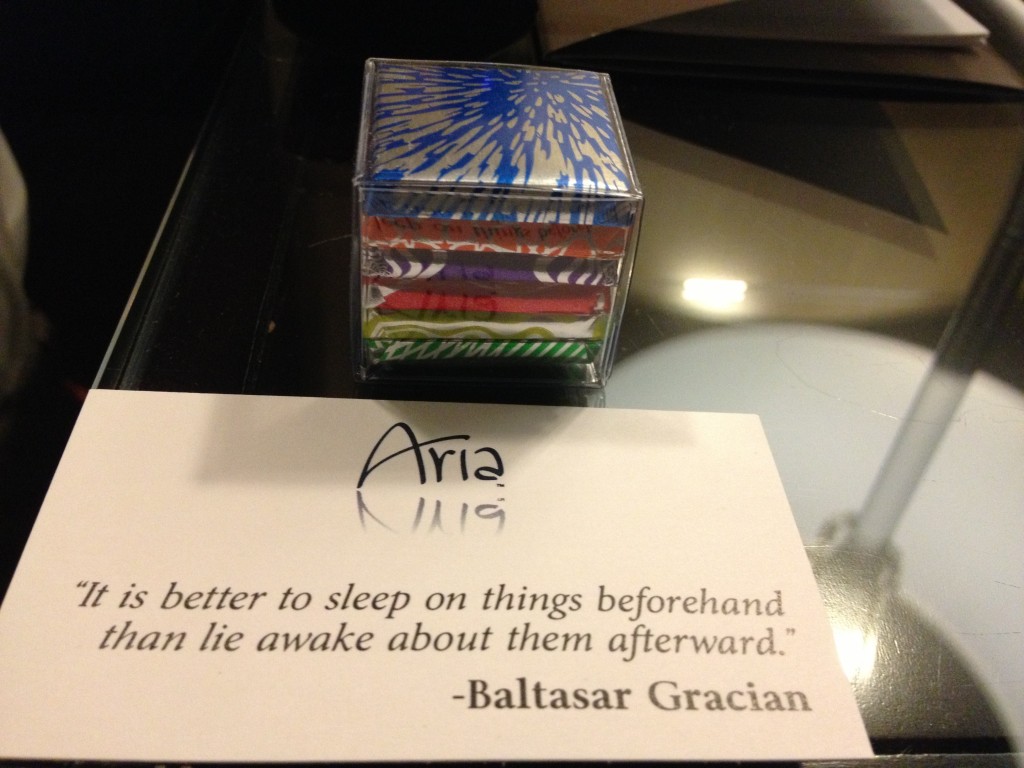 Aria
"It is better to sleep on things beforehand
than lie awake about them afterward."
-Baltasar Gracian